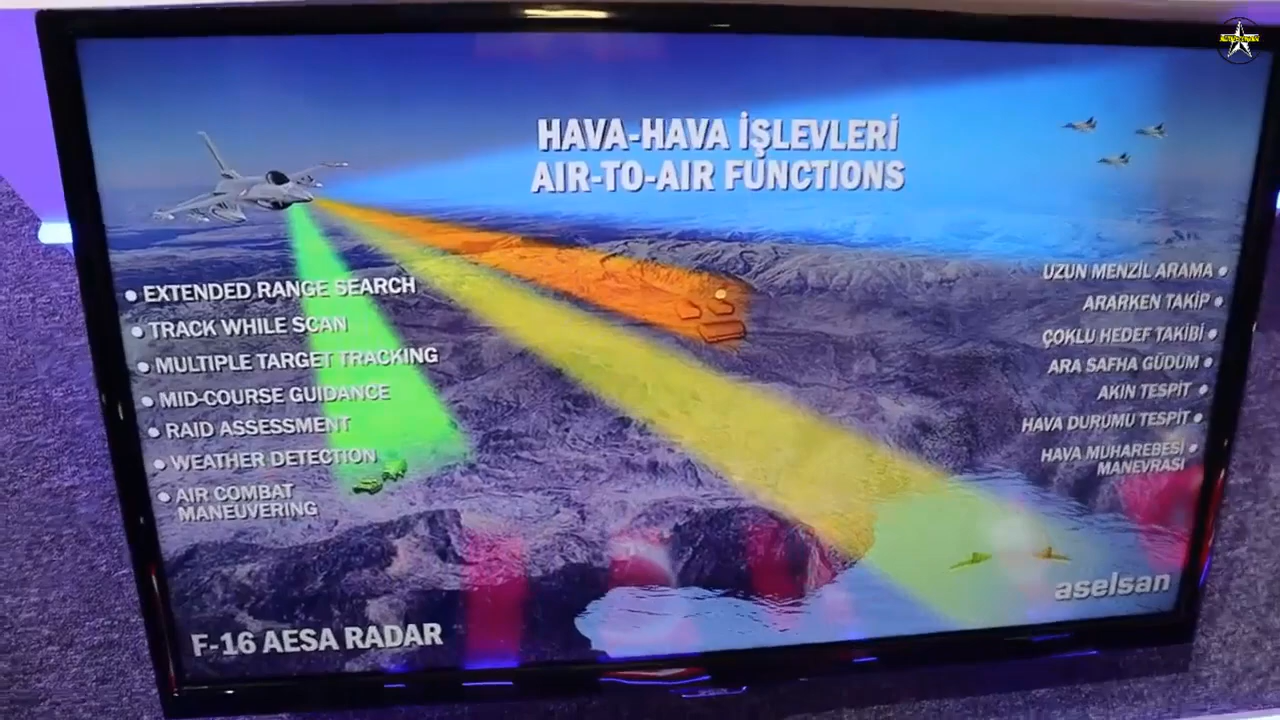 HAVA-HAVA İŞLEVLERİ
AIR-TO-AIR FUNCTIONS
EXTENDED RANGE SEARCH
TRACK WHILE SCAN
MULTIPLE TARGET TRACKING
MID-COURSE GUIDANCE
RAID ASSESSMENT
WEATHER DETECTION
AIR COMBAT
MANEUVERING
UZUN MENZİL ARAMA
ARARKEN TAKİP
ÇOKLU HEDEF TAKİBİ
ARA SAFHA GÜDÜM
AKIN TESPİT
HAVA DURUMU TESPİT
HAVA MUHAREBESİ
MANEVRASI
aselsan
F-16 AESA RADAR